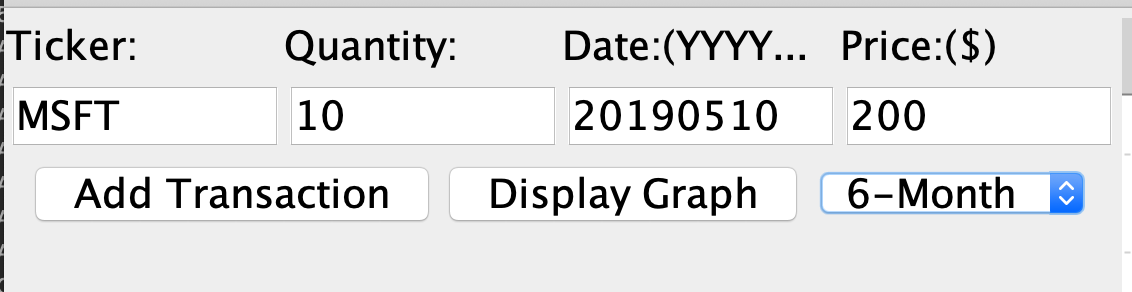 Ticker: Quantity: Date:(YYYY... Price:($)
MSFT 10 20190510 200
Add Transaction Display Graph 6-Month